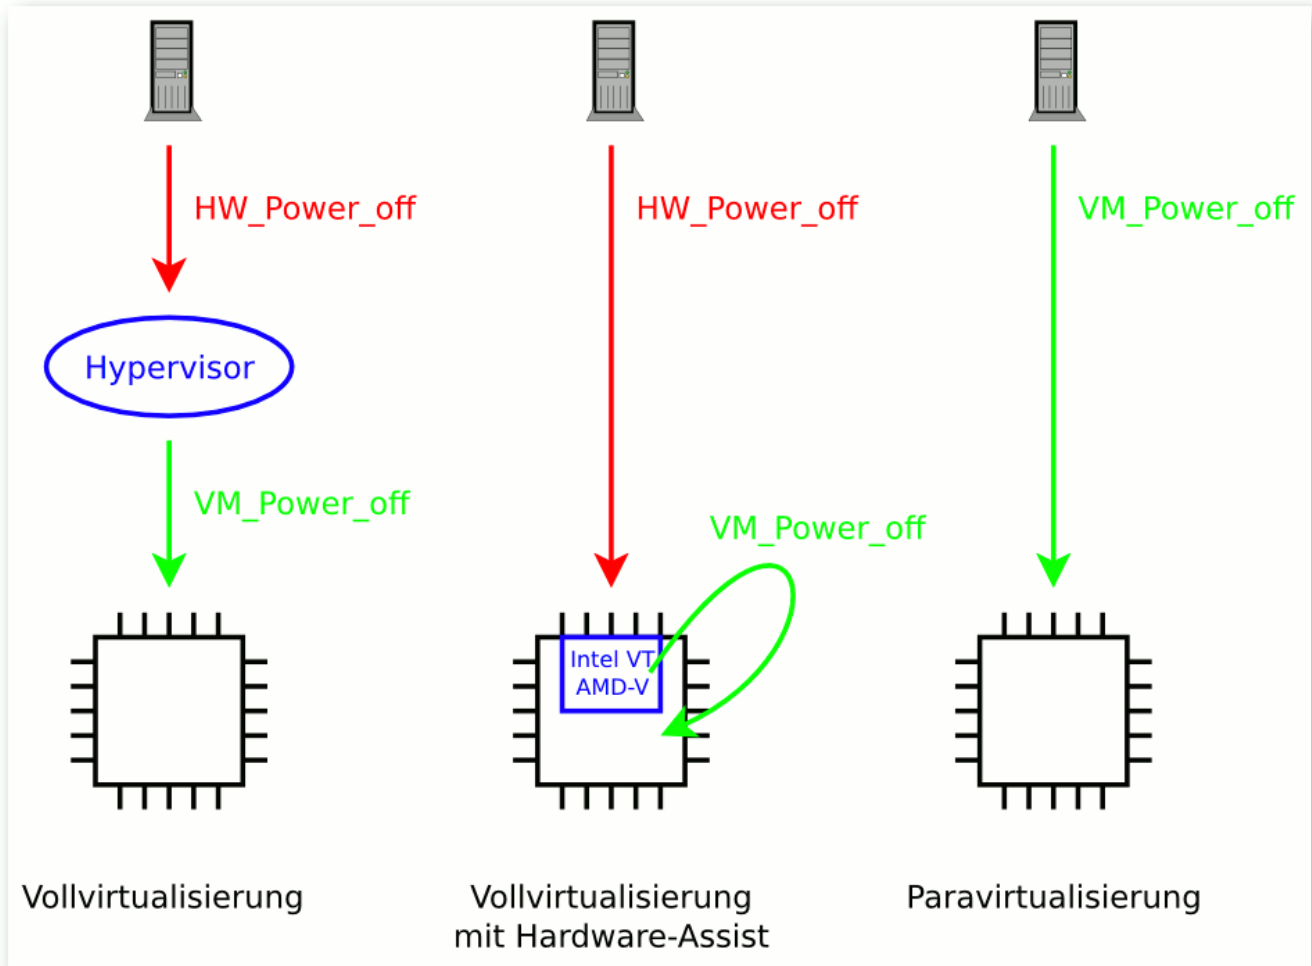 HW_Power_off
HW_Power_off
VM_Power_off
Hypervisor
VM_Power_off
VM_Power_off
Intel VT
AMD-V
Vollvirtualisierung
Vollvirtualisierung
mit Hardware-Assist
Paravirtualisierung